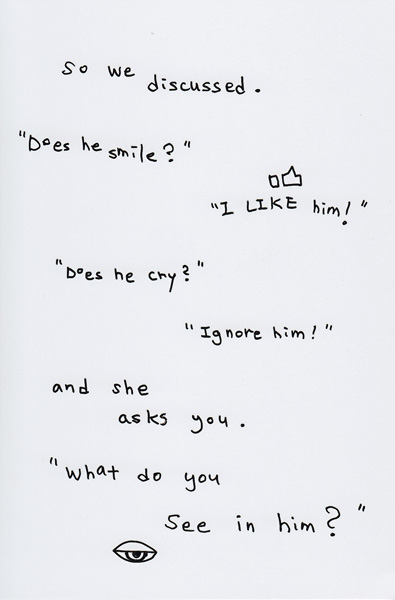 So we
discussed.
"Does he smile?"
"I LIKE him!"
"Does he cry?"
"Ignore him!"
and she
asks you.
"What do you
See in him?"